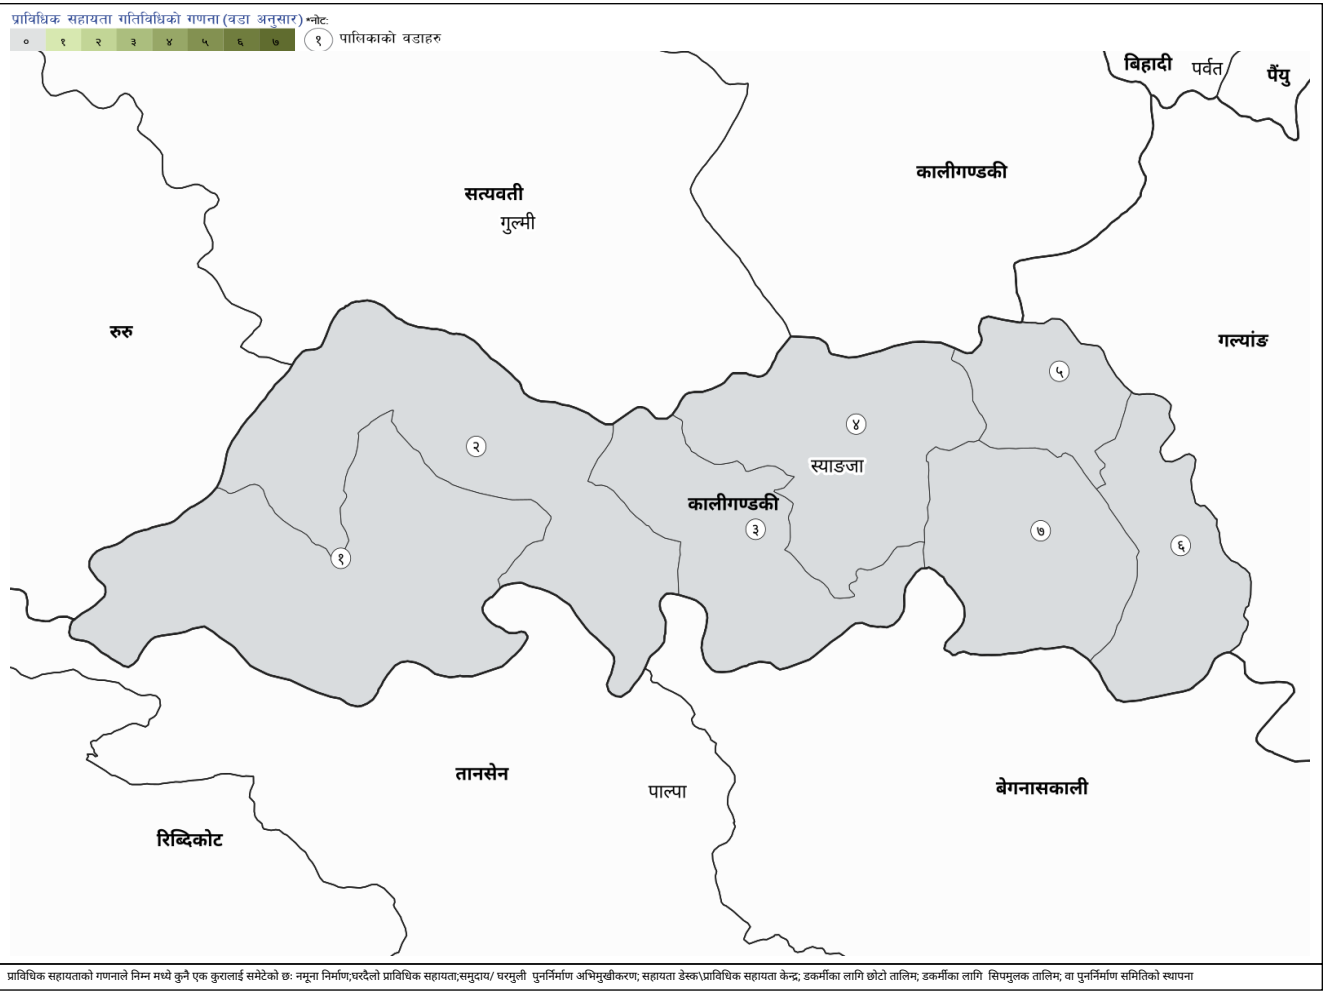 प्राविधिक सहायता गतिविधिको गणना (वडा अनुसार) *नोट:
० १ २ ३ ४ ५ ६ ७ १ पालिकाको वडाहरु
बिहादी पर्वत पैंयु
कालीगण्डकी
सत्यवती
गुल्मी
रुरु
गल्यांङ
५
४
२
स्याङजा
कालीगण्डकी
३
७
६
१
तानसेन
पाल्पा
बेगनासकाली
रिब्दिकोट
प्राविधिक सहायताको गणनाले निम्न मध्ये कुनै एक कुरालाई समेटेको छः नमूना निर्माण;घरदैलो प्राविधिक सहायता;समुदाय/ घरमुली पुनर्निर्माण अभिमुखीकरण; सहायता डेस्क\प्राविधिक सहायता केन्द्र; डकर्मीका लागि छोटो तालिम; डकर्मीका लागि सिपमुलक तालिम; वा पुनर्निर्माण समितिको स्थापना